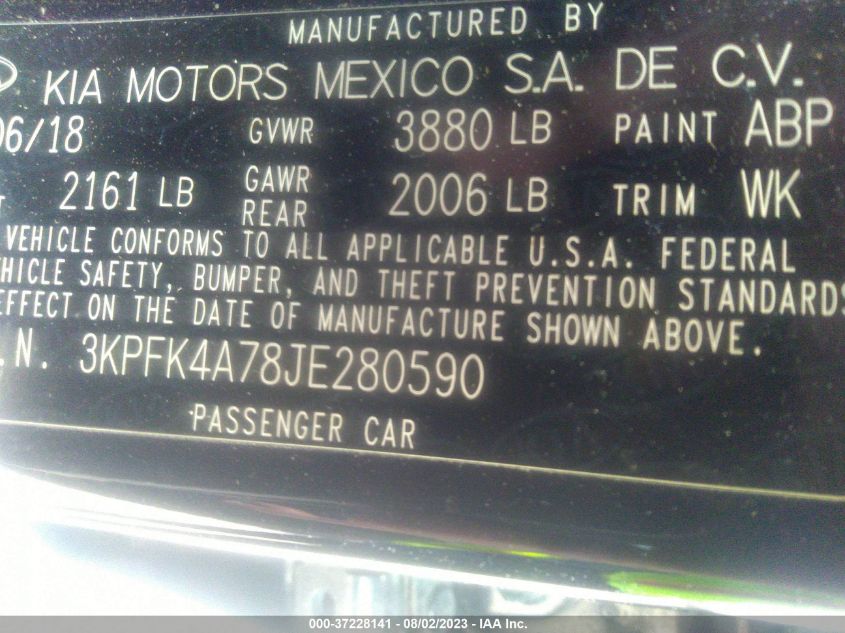 MANUFACTURED BY
KIA MOTORS MEXICO S.A. DE C.V.
06/18 GVWR 3880 LB PAINT ABP
2161 LB GAWR REAR 2006 LB TRIM WK
VEHICLE CONFORMS TO ALL APPLICABLE U.S.A. FEDERAL
VEHICLE SAFETY, BUMPER, AND THEFT PREVENTION STANDARDS
EFFECT ON THE DATE OF MANUFACTURE SHOWN ABOVE.
.N. 3KPFK4A78JE280590
PASSENGER CAR
000-37228141 - 08/02/2023 - IAA Inc.